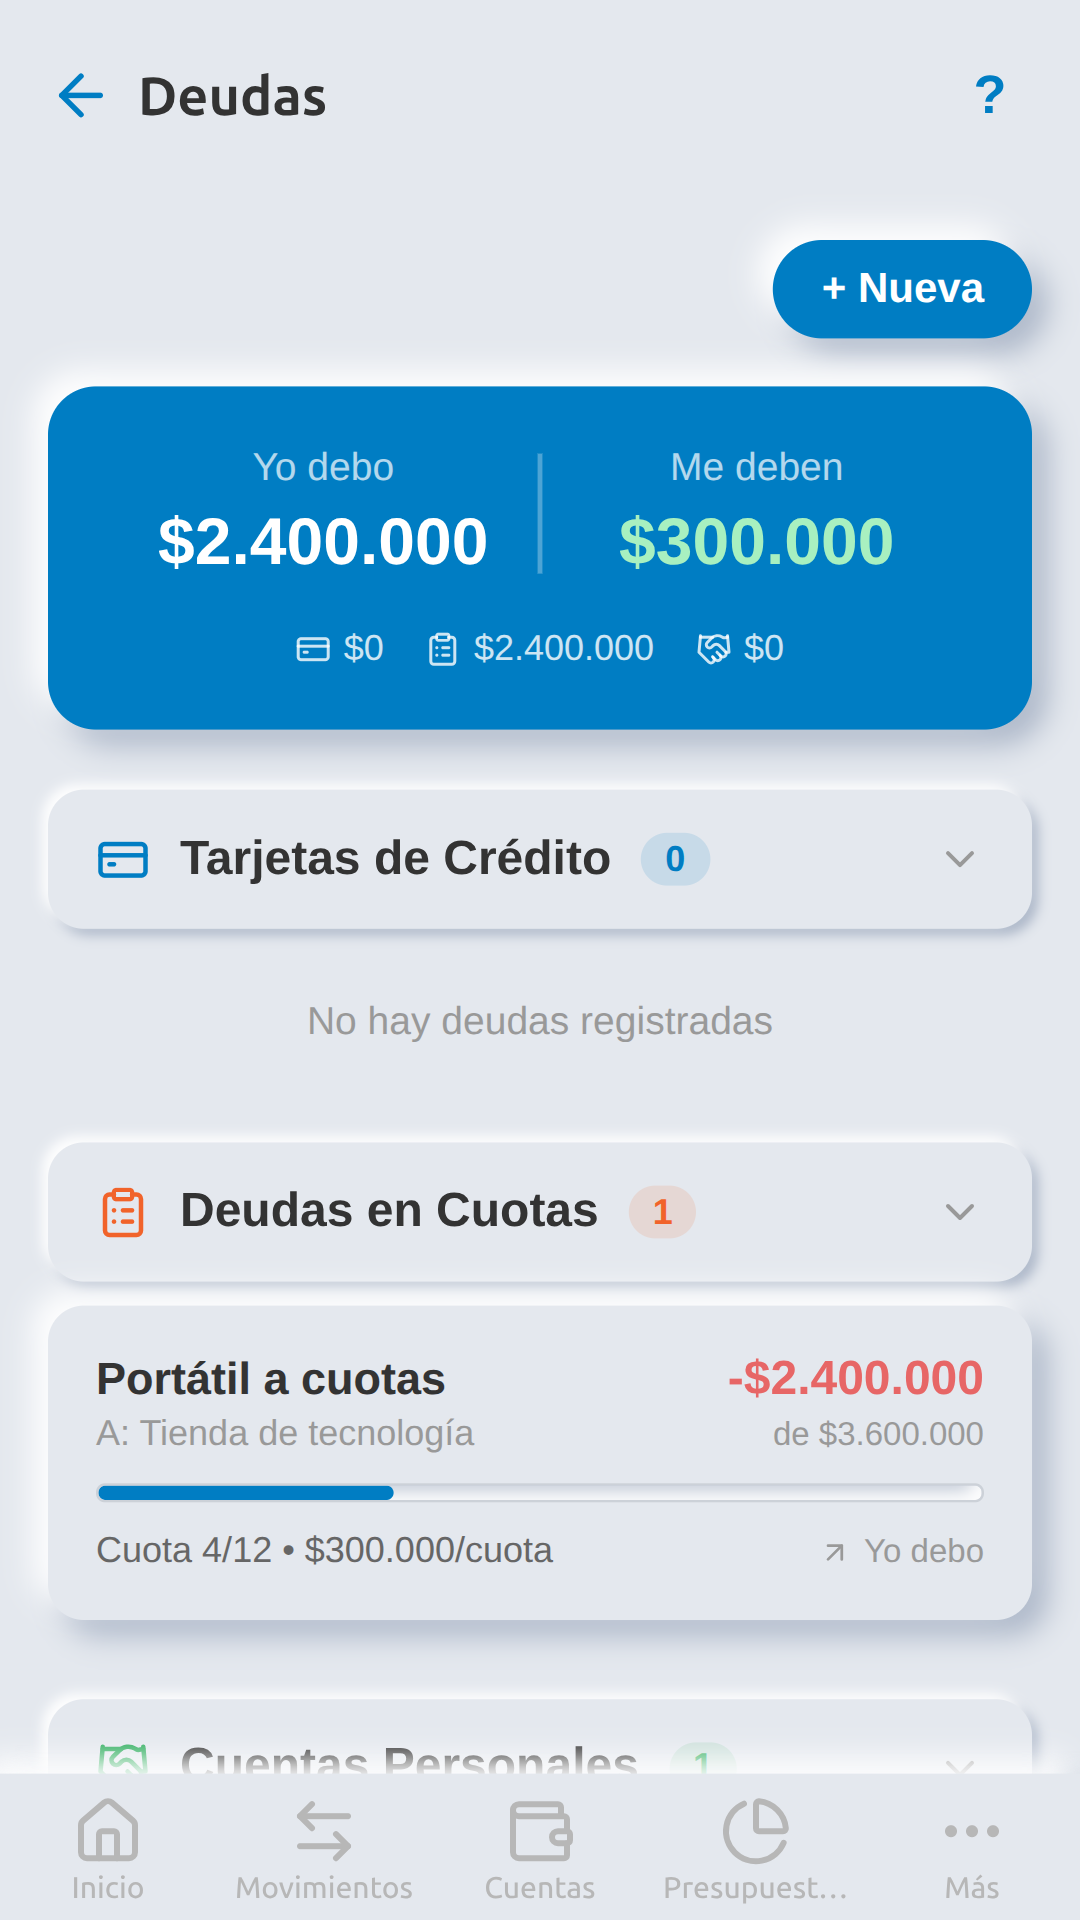 Deudas
?
+ Nueva
Yo debo
Me deben
$2.400.000
$300.000
$0
$2.400.000
$0
Tarjetas de Crédito
0
No hay deudas registradas
Deudas en Cuotas
1
Portátil a cuotas
-$2.400.000
A: Tienda de tecnología
de $3.600.000
Cuota 4/12 • $300.000/cuota
Yo debo
Cuentas Personales
1
Inicio
Movimientos
Cuentas
Presupuest...
Más